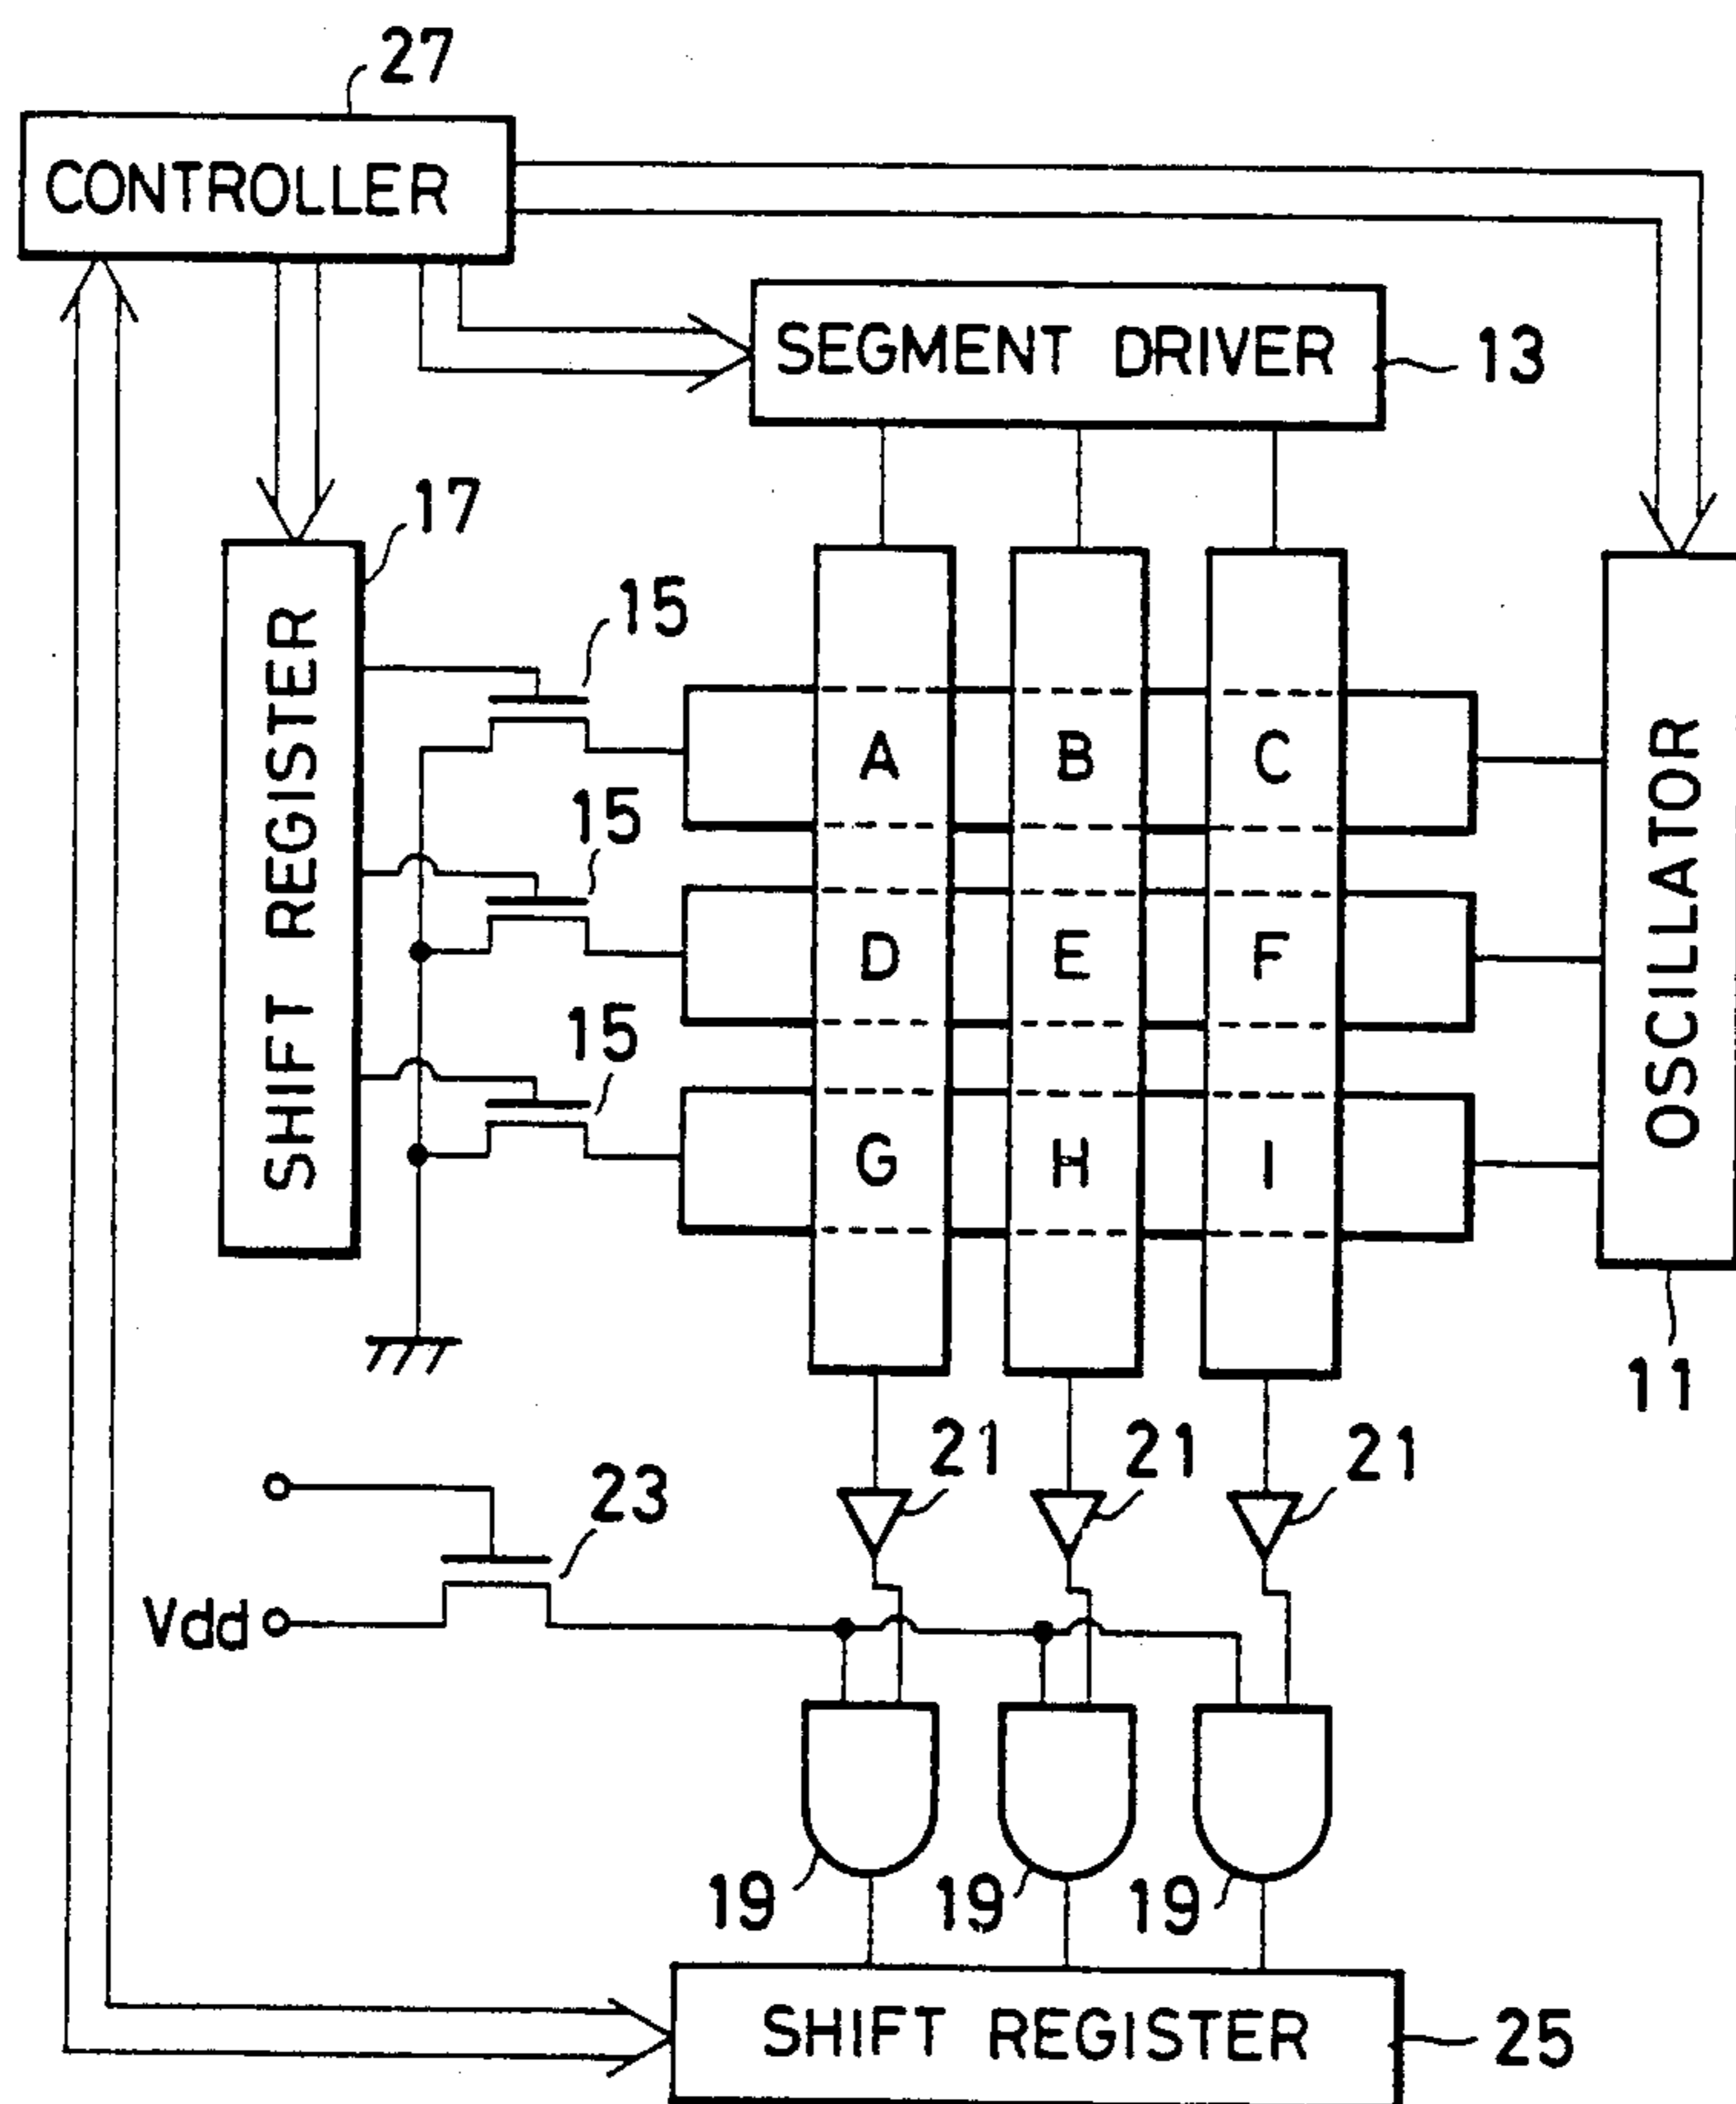 27
CONTROLLER
SEGMENT DRIVER
13
17
SHIFT REGISTER
15
15
15
A B C
D E F
G H I
OSCILLATOR
11
21 21 21
23
Vdd
19 19 19
SHIFT REGISTER
25